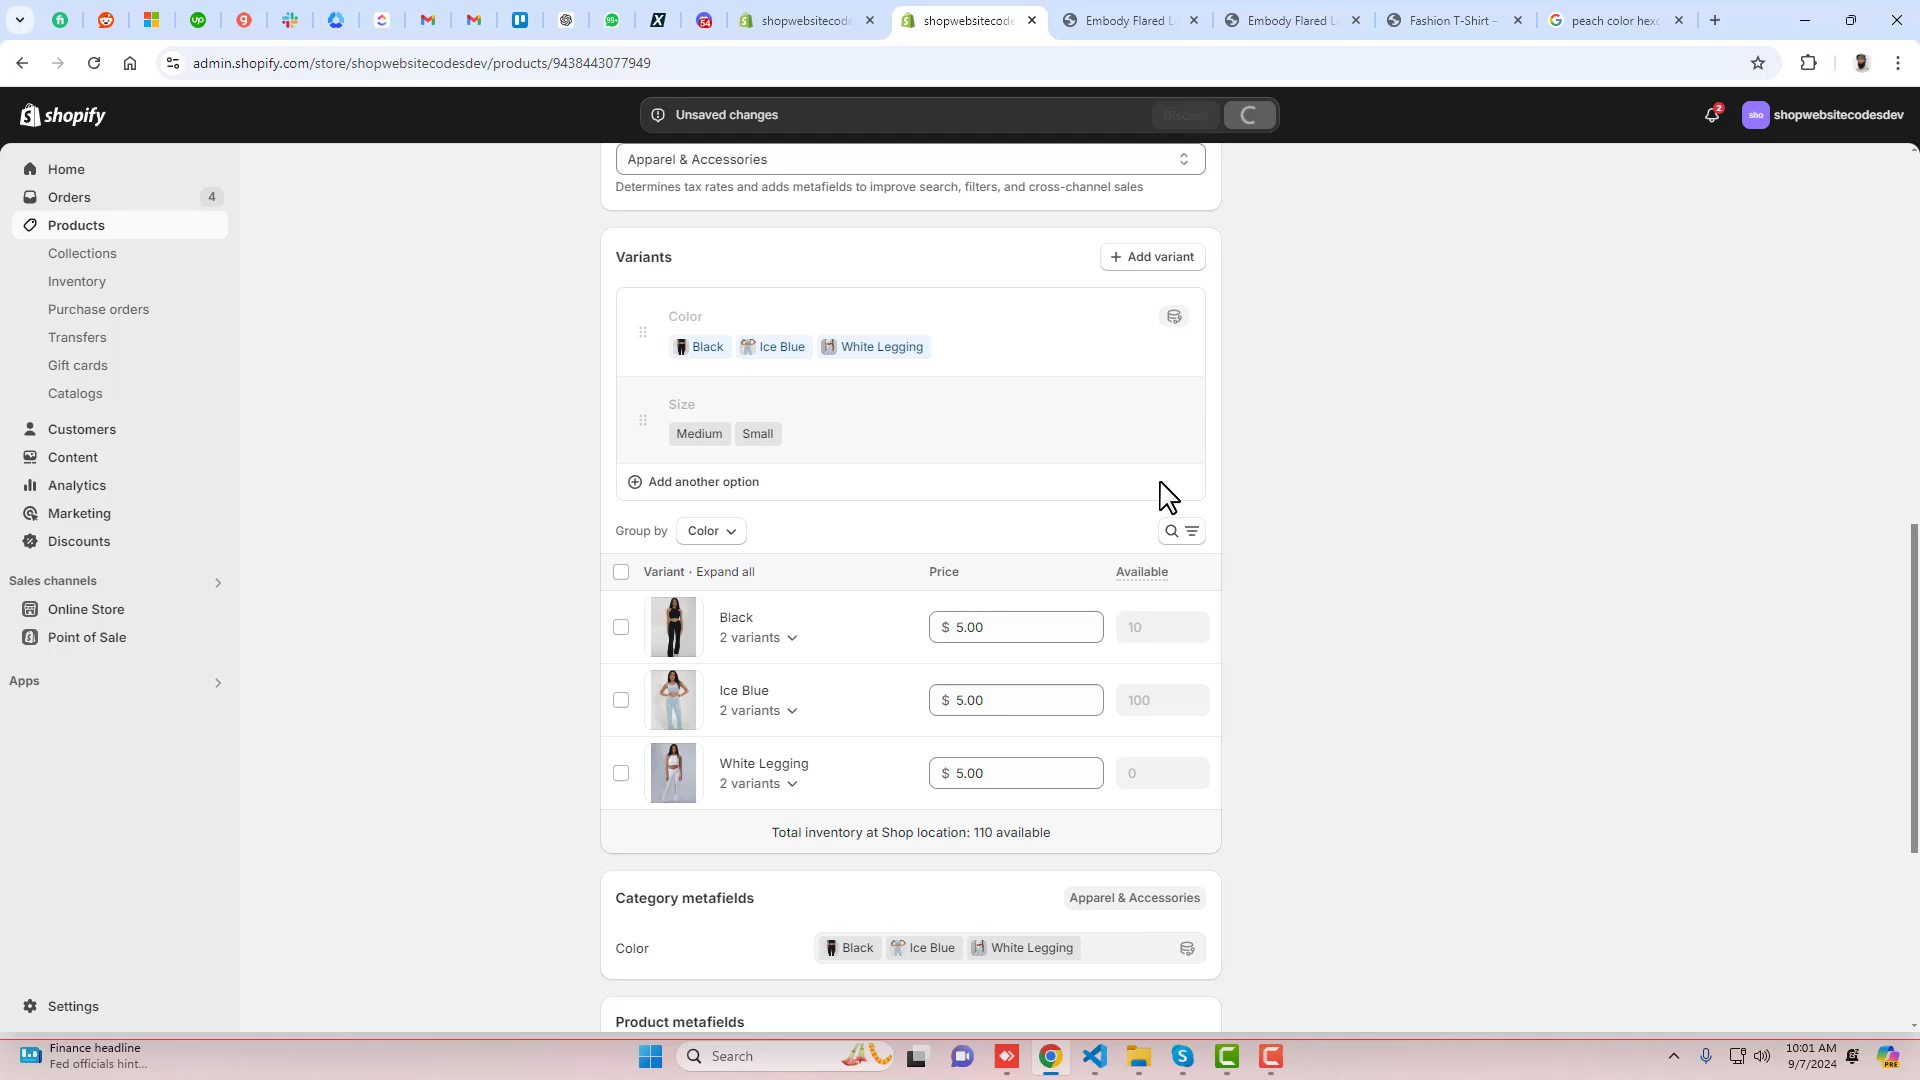 54
99+
shopwebsitecode
shopwebsitecode
Embody Flared L
Embody Flared L
Fashion T-Shirt –
peach color hexc
admin.shopify.com/store/shopwebsitecodesdev/products/9438443077949
shopify
Unsaved changes
Discard
2
sho
shopwebsitecodesdev
Home
Orders
4
Products
Collections
Inventory
Purchase orders
Transfers
Gift cards
Catalogs
Customers
Content
Analytics
Marketing
Discounts
Sales channels
Online Store
Point of Sale
Apps
Settings
Apparel & Accessories
Determines tax rates and adds metafields to improve search, filters, and cross-channel sales
Variants
Add variant
Color
Black
Ice Blue
White Legging
Size
Medium
Small
Add another option
Group by
Color
Variant · Expand all
Price
Available
Black
2 variants
$ 5.00
10
Ice Blue
2 variants
$ 5.00
100
White Legging
2 variants
$ 5.00
0
Total inventory at Shop location: 110 available
Category metafields
Apparel & Accessories
Color
Black
Ice Blue
White Legging
Product metafields
Finance headline
Fed officials hint...
Search
10:01 AM
9/7/2024
PRE